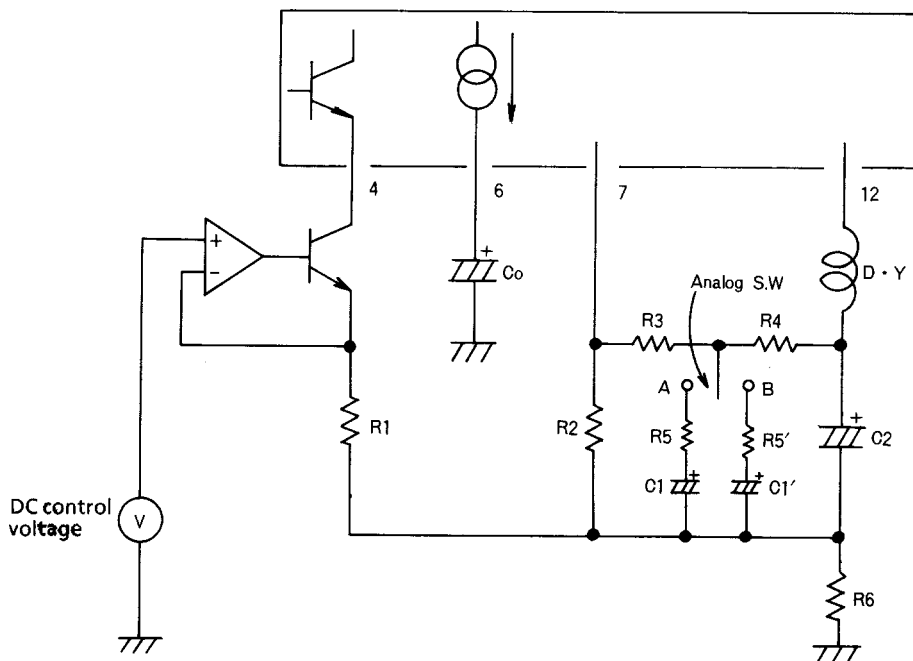 4
6
7
12
+
−
+
Co
D・Y
Analog S.W
R3
R4
A
B
R1
R2
R5
R5′
+
C2
C1
+
+
C1′
DC control
voltage
V
R6